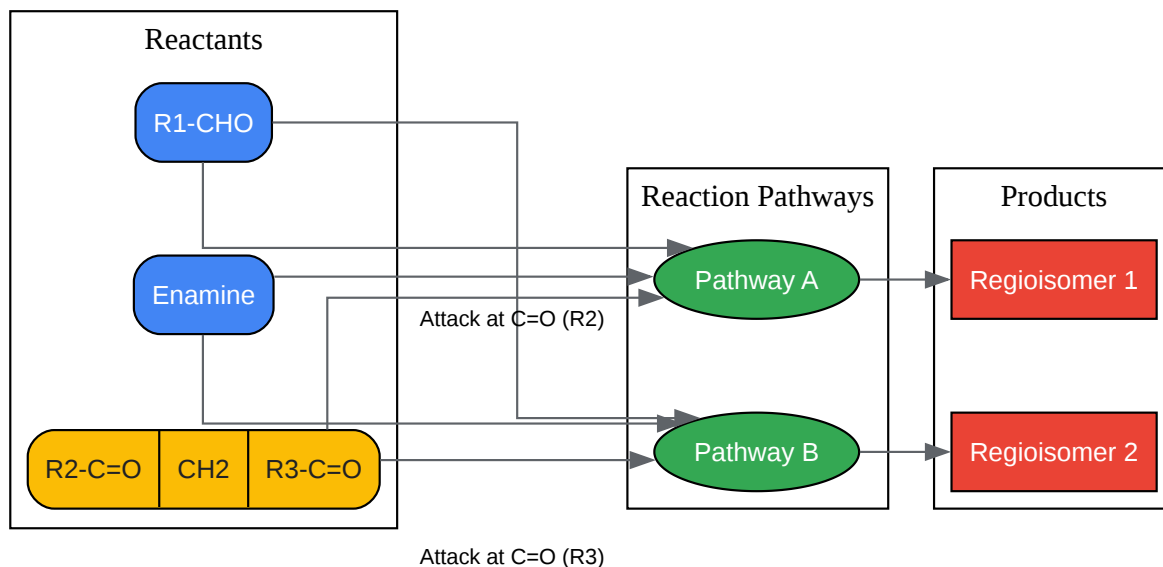 Reactants
R1-CHO
Reaction Pathways
Products
Enamine
Pathway A
Regioisomer 1
Attack at C=O (R2)
R2-C=O
CH2
R3-C=O
Pathway B
Regioisomer 2
Attack at C=O (R3)